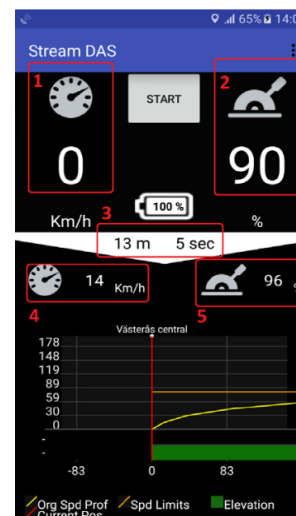 65% 14:0
Stream DAS
1
START
2
0
90
100 %
3
Km/h
%
13 m 5 sec
14 Km/h
96 %
4
5
Västerås central
178
148
119
89
59
30
0
-
-
-83 0 83
Org Spd Prof Spd Limits Elevation
Current Pos